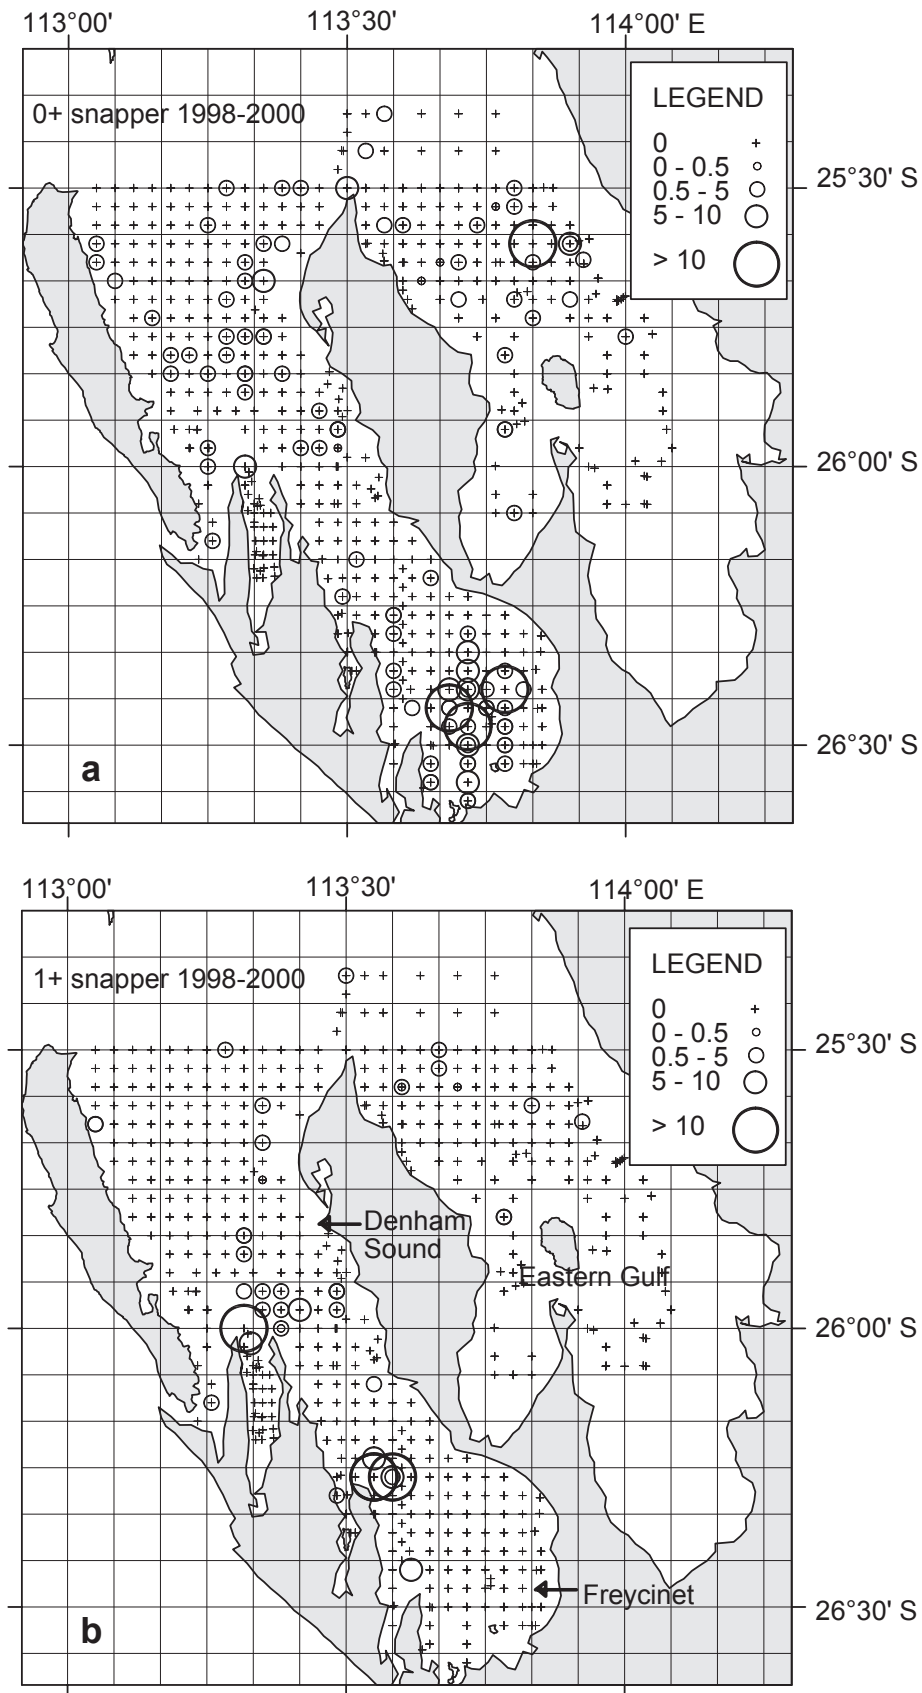 113°00' 113°30' 114°00' E
0+ snapper 1998-2000
LEGEND
0
0 - 0.5
0.5 - 5
5 - 10
> 10
25°30' S
26°00' S
26°30' S
a
113°00' 113°30' 114°00' E
1+ snapper 1998-2000
LEGEND
0
0 - 0.5
0.5 - 5
5 - 10
> 10
25°30' S
Denham
Sound
Eastern Gulf
26°00' S
Freycinet
26°30' S
b